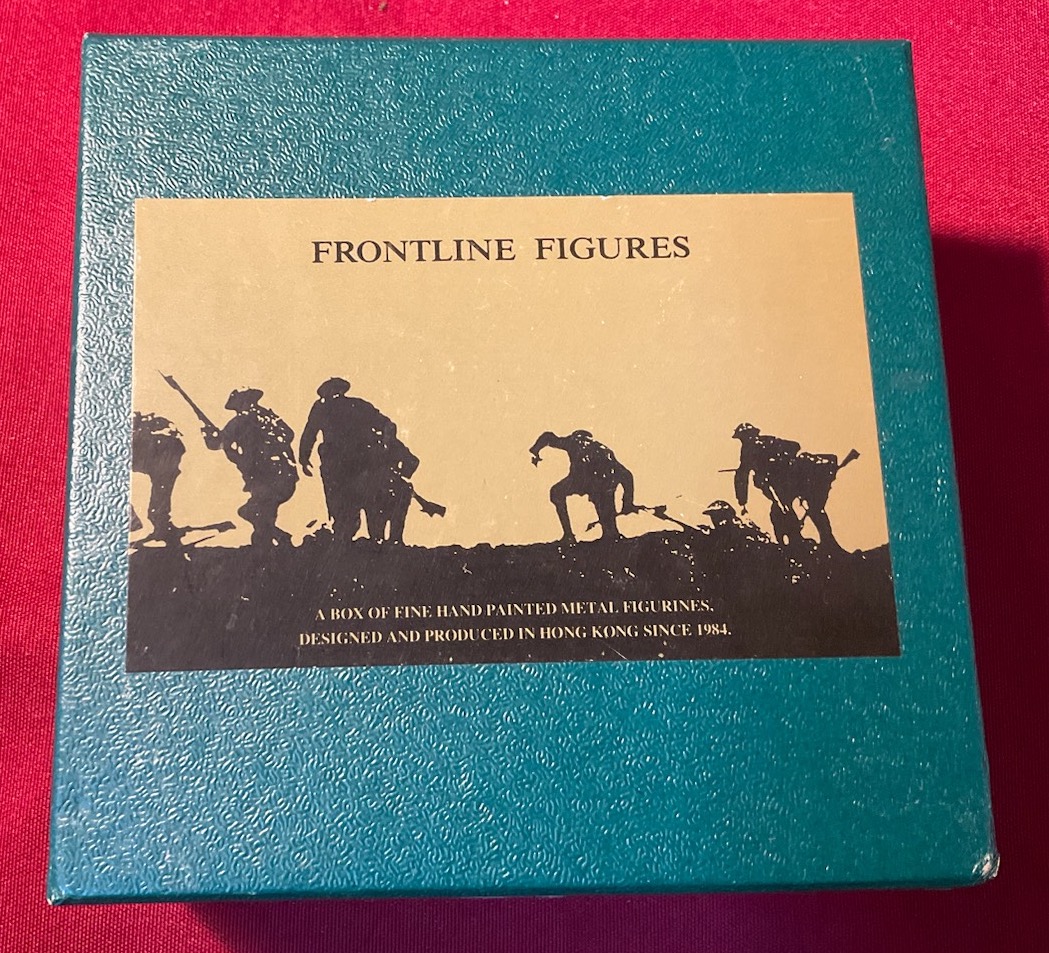 FRONTLINE FIGURES
A BOX OF FINE HAND PAINTED METAL FIGURINES.
DESIGNED AND PRODUCED IN HONG KONG SINCE 1984.